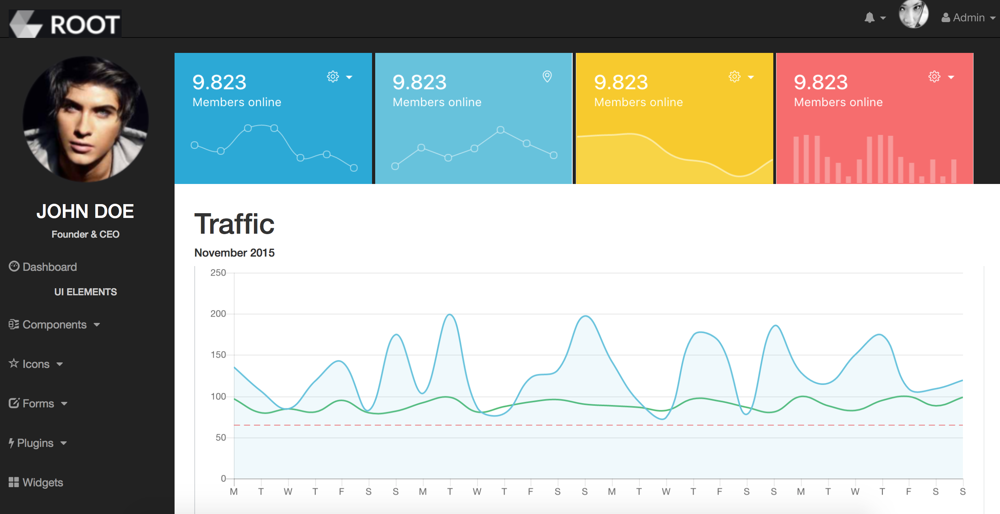 ROOT
Admin
JOHN DOE
Founder & CEO
Dashboard
UI ELEMENTS
Components
Icons
Forms
Plugins
Widgets
9.823
Members online
9.823
Members online
9.823
Members online
9.823
Members online
Traffic
November 2015
250
200
150
100
50
0
M T W T F S S M T W T F S S M T W T F S S M T W T F S S